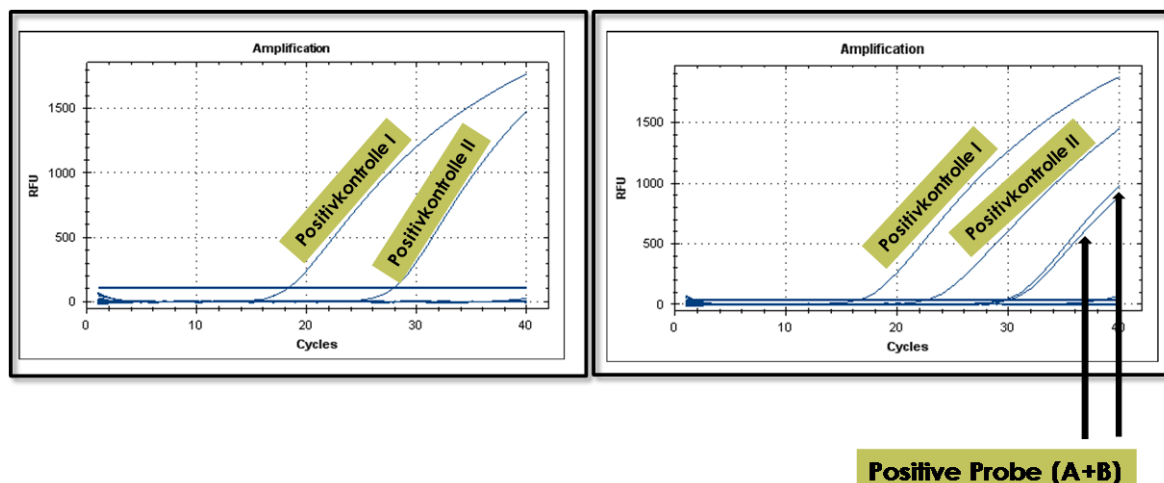 Amplification
RFU
1500
1000
500
0
0
10
20
30
40
Cycles
Positivkontrolle I
Positivkontrolle II
Amplification
RFU
1500
1000
500
0
0
10
20
30
40
Cycles
Positivkontrolle I
Positivkontrolle II
Positive Probe (A+B)